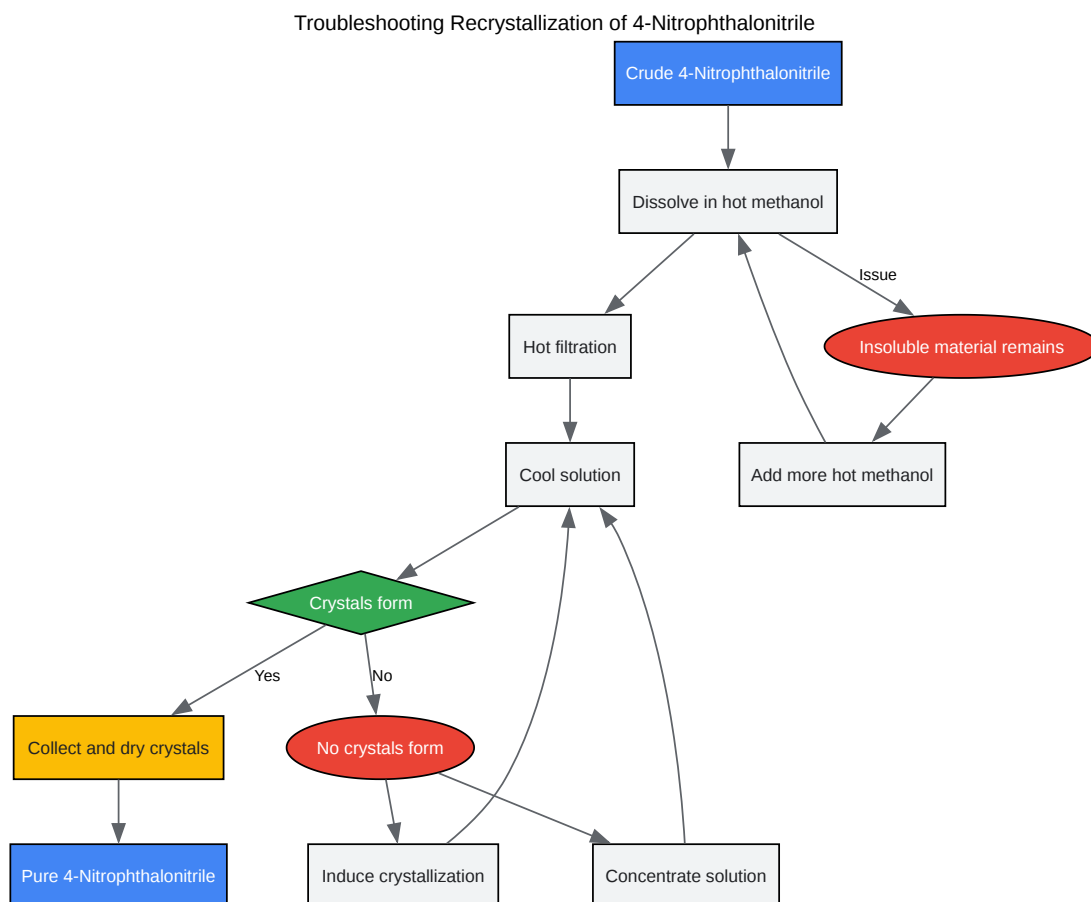 Troubleshooting Recrystallization of 4-Nitrophthalonitrile
Crude 4-Nitrophthalonitrile
Dissolve in hot methanol
Issue
Hot filtration
Insoluble material remains
Cool solution
Add more hot methanol
Crystals form
Yes
No
Collect and dry crystals
No crystals form
Pure 4-Nitrophthalonitrile
Induce crystallization
Concentrate solution